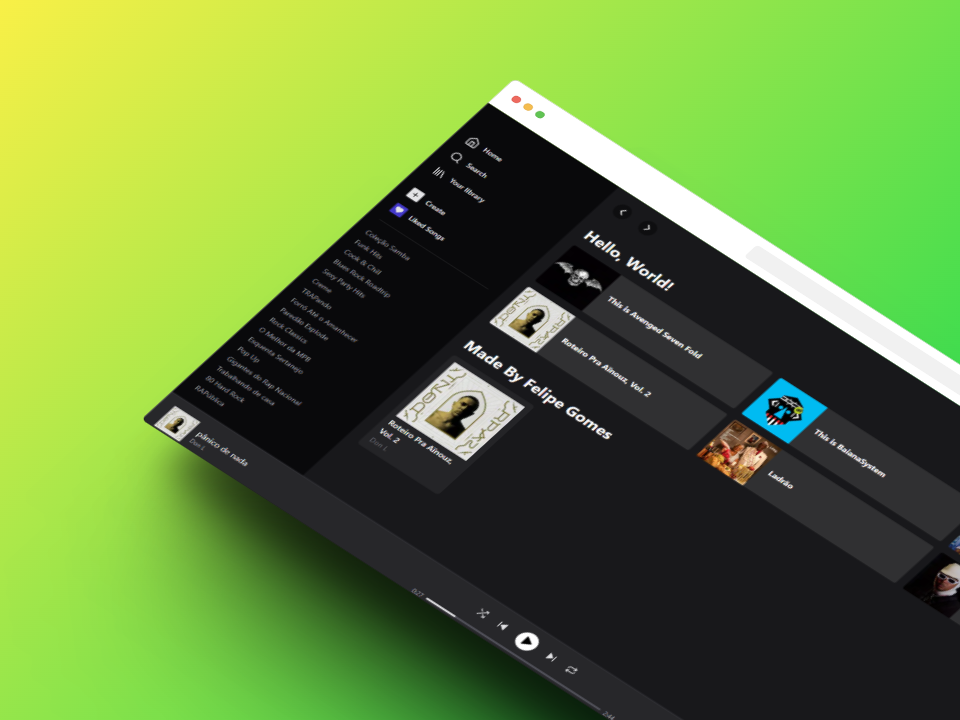 Home
Search
Your library
Create
Liked Songs
Coleção Samba
Funk Hits
Cook & Chill
Blues Rock Roadtrip
Sexy Party Hits
Creme
TRAPando
Forró Até o Amanhecer
Paredão Explode
Rock Classics
O Melhor da MPB
Esquenta Sertanejo
Pop Up
Gigantes do Rap Nacional
Trabalhando de casa
80 Hard Rock
RAPública
Hello, World!
This is Avenged Seven Fold
Roteiro Pra Aïnouz, Vol. 2
This is BaianaSystem
Ladrão
Made By Felipe Gomes
Roteiro Pra Aïnouz,
Vol. 2
Don L
pânico de nada
Don L
0:27
2:44